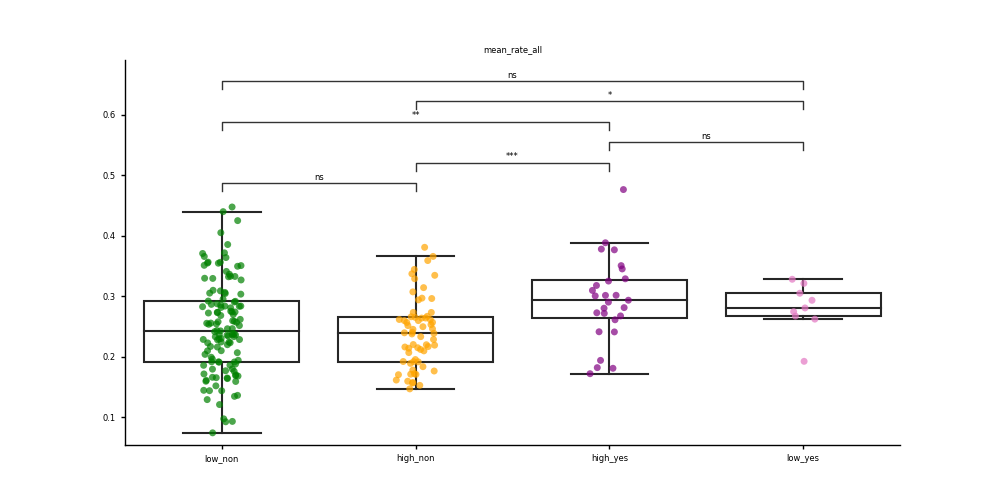 mean_rate_all
ns
*
**
ns
***
ns
0.6
0.5
0.4
0.3
0.2
0.1
low_non
high_non
high_yes
low_yes